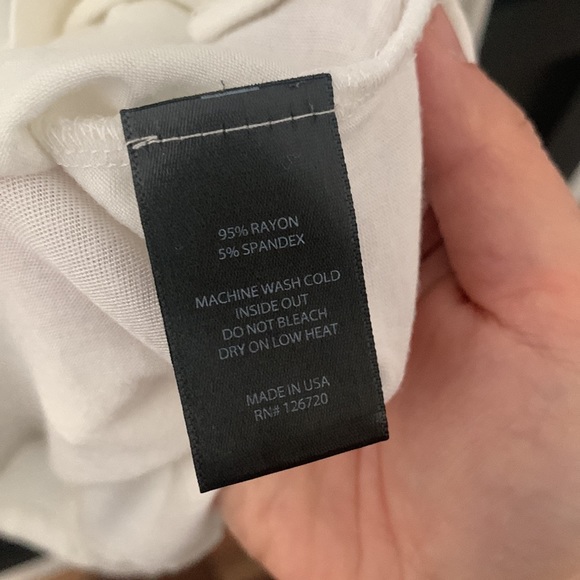 95% RAYON
5% SPANDEX
MACHINE WASH COLD
INSIDE OUT
DO NOT BLEACH
DRY ON LOW HEAT
MADE IN USA
RN# 126720